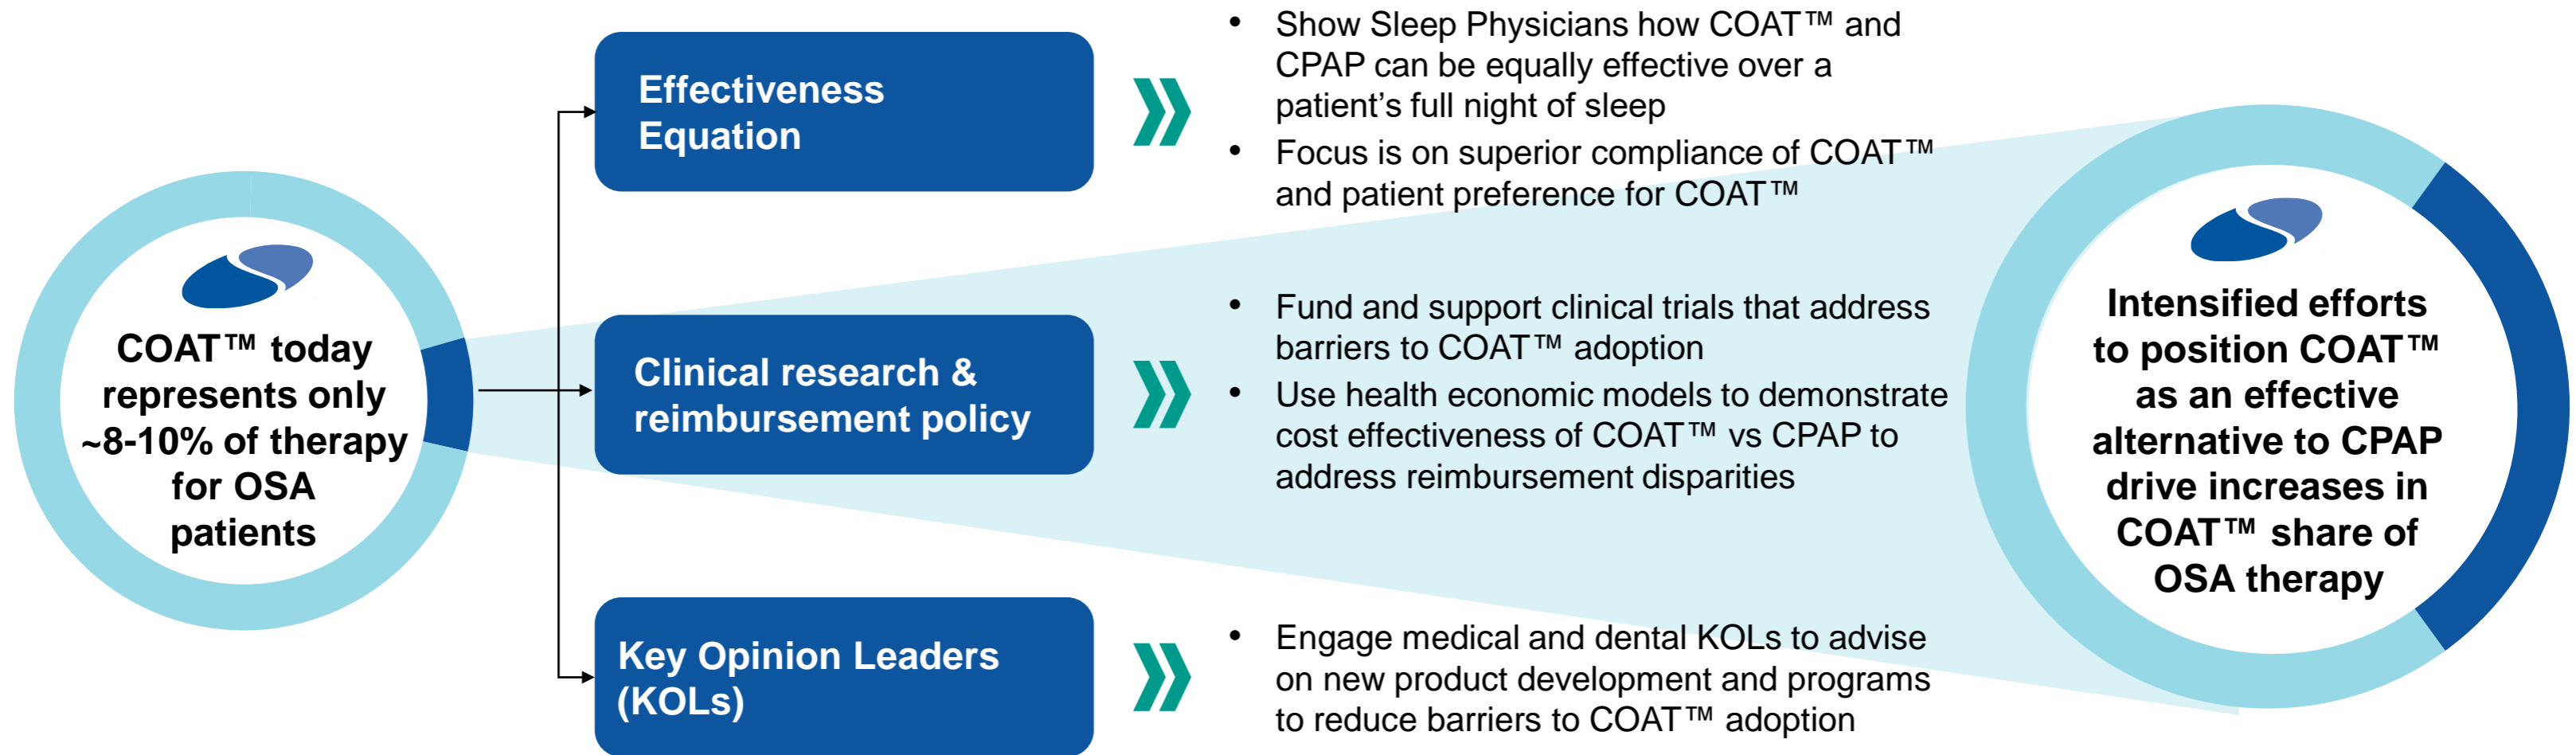 COAT™ today
represents only
~8-10% of therapy
for OSA
patients
Effectiveness
Equation
• Show Sleep Physicians how COAT™ and
CPAP can be equally effective over a
patient’s full night of sleep
• Focus is on superior compliance of COAT™
and patient preference for COAT™
Clinical research &
reimbursement policy
• Fund and support clinical trials that address
barriers to COAT™ adoption
• Use health economic models to demonstrate
cost effectiveness of COAT™ vs CPAP to
address reimbursement disparities
Key Opinion Leaders
(KOLs)
• Engage medical and dental KOLs to advise
on new product development and programs
to reduce barriers to COAT™ adoption
Intensified efforts
to position COAT™
as an effective
alternative to CPAP
drive increases in
COAT™ share of
OSA therapy